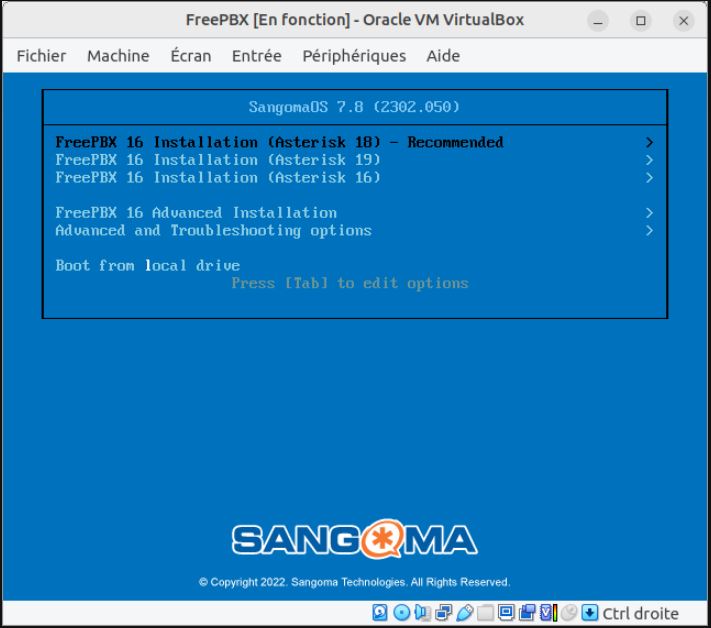 FreePBX [En fonction] - Oracle VM VirtualBox
Fichier Machine Écran Entrée Périphériques Aide
SangomaOS 7.8 (2302.050)
FreePBX 16 Installation (Asterisk 18) - Recommended >
FreePBX 16 Installation (Asterisk 19) >
FreePBX 16 Installation (Asterisk 16) >
FreePBX 16 Advanced Installation >
Advanced and Troubleshooting options >
Boot from local drive
Press [Tab] to edit options
SANGOMA
© Copyright 2022. Sangoma Technologies. All Rights Reserved.
Ctrl droite